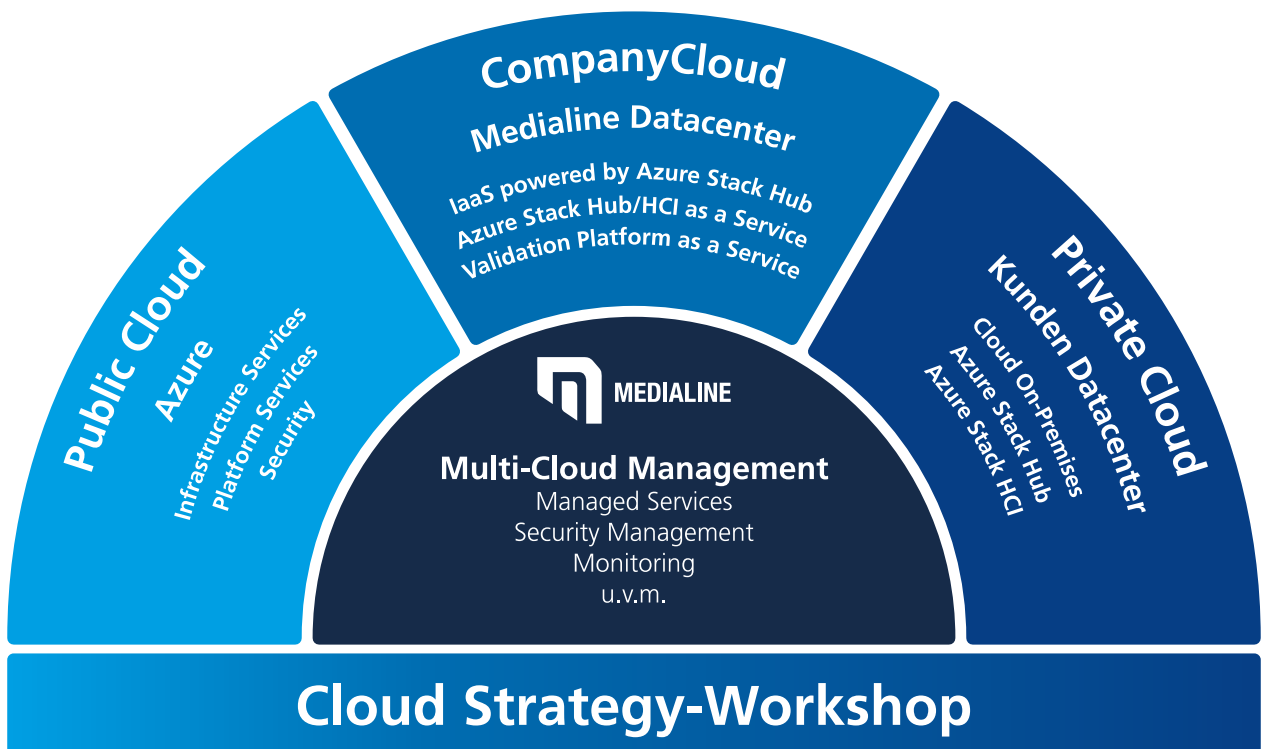 Public Cloud
Azure
Infrastructure Services
Platform Services
Security
CompanyCloud
Medialine Datacenter
IaaS powered by Azure Stack Hub
Azure Stack Hub/HCI as a Service
Validation Platform as a Service
Private Cloud
Kunden Datacenter
Cloud On-Premises
Azure Stack Hub
Azure Stack HCI
MEDIALINE
Multi-Cloud Management
Managed Services
Security Management
Monitoring
u.v.m.
Cloud Strategy-Workshop